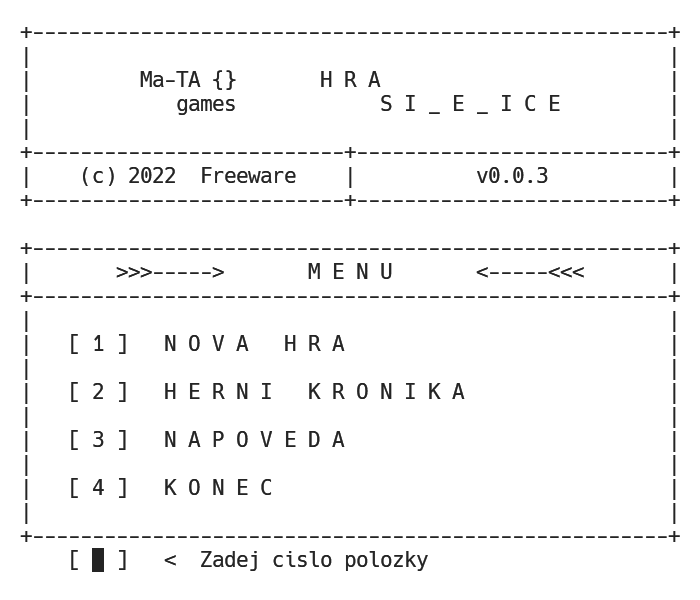 +-----------------------------------------------------+
|                                                     |
|         Ma-TA {}       H R A                        |
|            games            S I _ E _ I C E         |
|                                                     |
+--------------------------+--------------------------+
|    (c) 2022  Freeware    |          v0.0.3          |
+--------------------------+--------------------------+
+-----------------------------------------------------+
|       >>>----->       M E N U       <-----<<<       |
+-----------------------------------------------------+
|                                                     |
|   [ 1 ]   N O V A   H R A                           |
|                                                     |
|   [ 2 ]   H E R N I   K R O N I K A                 |
|                                                     |
|   [ 3 ]   N A P O V E D A                           |
|                                                     |
|   [ 4 ]   K O N E C                                 |
|                                                     |
+-----------------------------------------------------+
    [ █ ]   <  Zadej cislo polozky